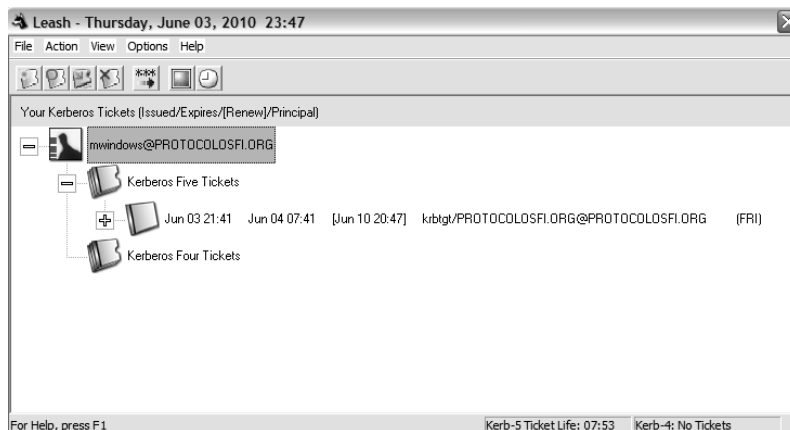 Leash - Thursday, June 03, 2010 23:47
File Action View Options Help
***
Your Kerberos Tickets (Issued/Expires/[Renew]/Principal)
mwindows@PROTOCOLOSFI.ORG
Kerberos Five Tickets
Jun 03 21:41 Jun 04 07:41 [Jun 10 20:47] krbtgt/PROTOCOLOSFI.ORG@PROTOCOLOSFI.ORG (FRI)
Kerberos Four Tickets
For Help, press F1 Kerb-5 Ticket Life: 07:53 Kerb-4: No Tickets